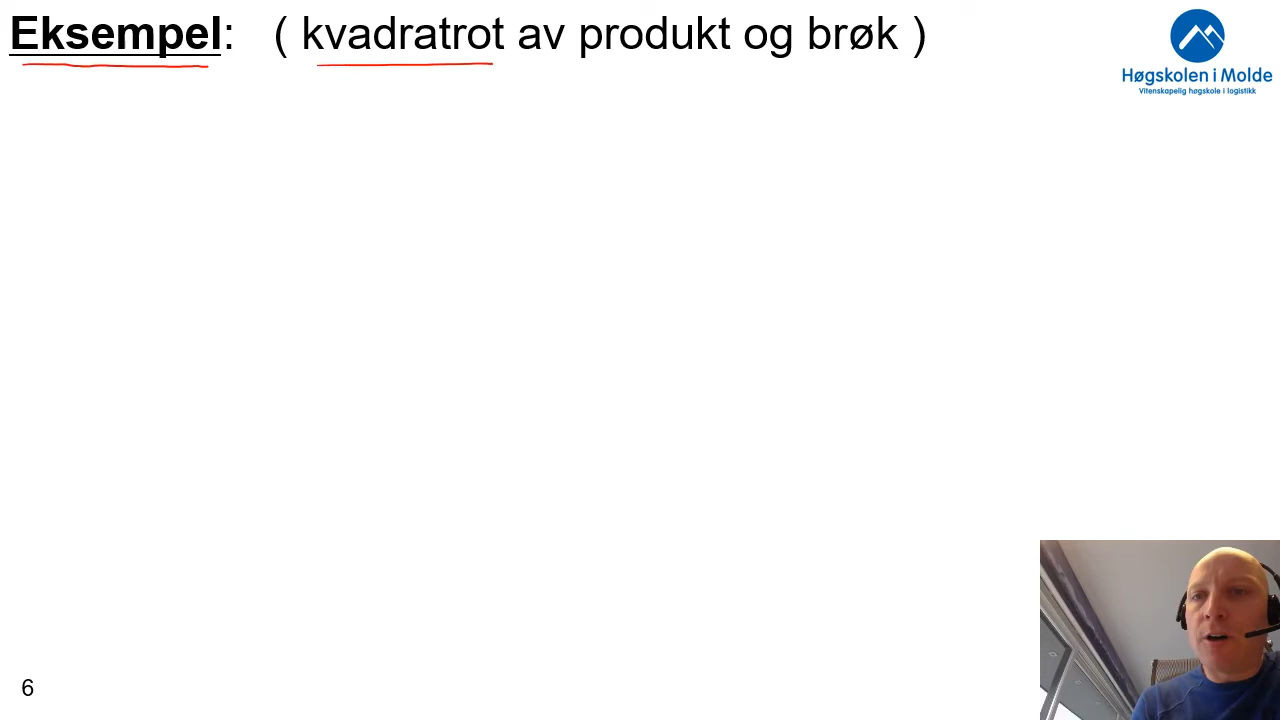 Eksempel: ( kvadratrot av produkt og brøk )
Høgskolen i Molde
Vitenskapelig høgskole i logistikk
6